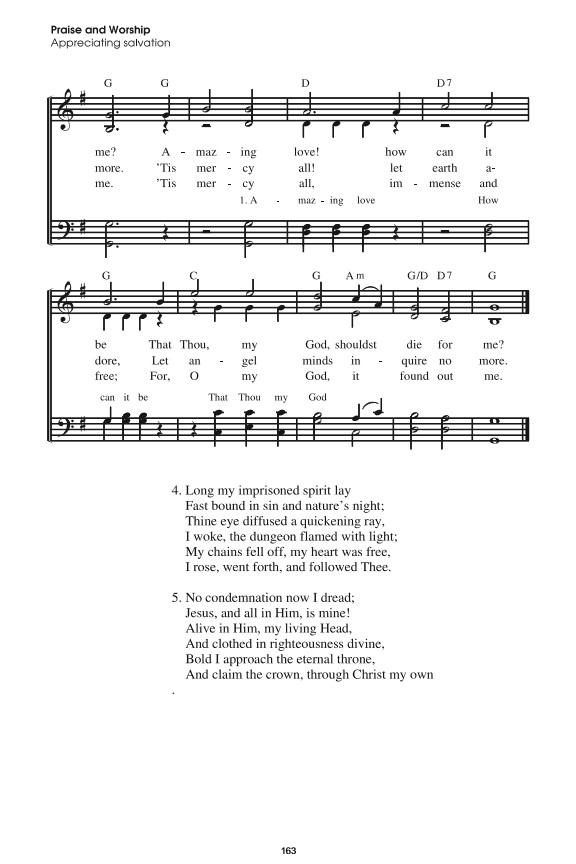 Praise and Worship
Appreciating salvation
G G D D7
me? A - maz - ing love! how can it
more. 'Tis mer - cy all! let earth a-
me. 'Tis mer - cy all, im - mense and
1. A - maz - ing love How
G C G Am G/D D7 G
be That Thou, my God, shouldst die for me?
dore, Let an - gel minds in - quire no more.
free; For, O my God, it found out me.
can it be That Thou my God
4. Long my imprisoned spirit lay
Fast bound in sin and nature's night;
Thine eye diffused a quickening ray,
I woke, the dungeon flamed with light;
My chains fell off, my heart was free,
I rose, went forth, and followed Thee.
5. No condemnation now I dread;
Jesus, and all in Him, is mine!
Alive in Him, my living Head,
And clothed in righteousness divine,
Bold I approach the eternal throne,
And claim the crown, through Christ my own
.
163